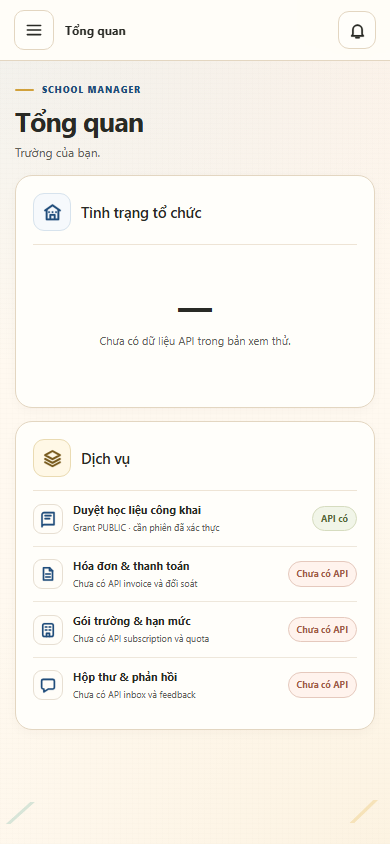 Tổng quan
SCHOOL MANAGER
Tổng quan
Trường của bạn.
Tình trạng tổ chức
—
Chưa có dữ liệu API trong bản xem thử.
Dịch vụ
Duyệt học liệu công khai
Grant PUBLIC · cần phiên đã xác thực
API có
Hóa đơn & thanh toán
Chưa có API invoice và đối soát
Chưa có API
Gói trường & hạn mức
Chưa có API subscription và quota
Chưa có API
Hộp thư & phản hồi
Chưa có API inbox và feedback
Chưa có API